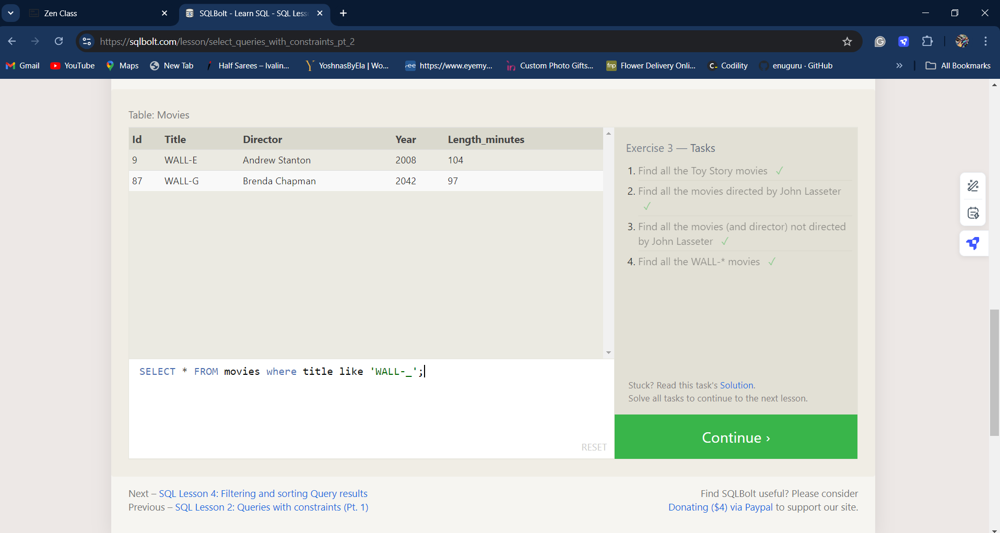 Zen Class
SQLBolt - Learn SQL - SQL Less
https://sqlbolt.com/lesson/select_queries_with_constraints_pt_2
Gmail YouTube Maps New Tab Half Sarees – Ivalin... YoshnasByEla | Wo... https://www.eyemy... Custom Photo Gifts... Flower Delivery Onli... Codility enuguru · GitHub » All Bookmarks
Table: Movies
Id Title Director Year Length_minutes
9 WALL-E Andrew Stanton 2008 104
87 WALL-G Brenda Chapman 2042 97
SELECT * FROM movies where title like 'WALL-_';
RESET
Exercise 3 — Tasks
1. Find all the Toy Story movies ✓
2. Find all the movies directed by John Lasseter
✓
3. Find all the movies (and director) not directed
by John Lasseter ✓
4. Find all the WALL-* movies ✓
Stuck? Read this task's Solution.
Solve all tasks to continue to the next lesson.
Continue ›
Next – SQL Lesson 4: Filtering and sorting Query results
Previous – SQL Lesson 2: Queries with constraints (Pt. 1)
Find SQLBolt useful? Please consider
Donating ($4) via Paypal to support our site.